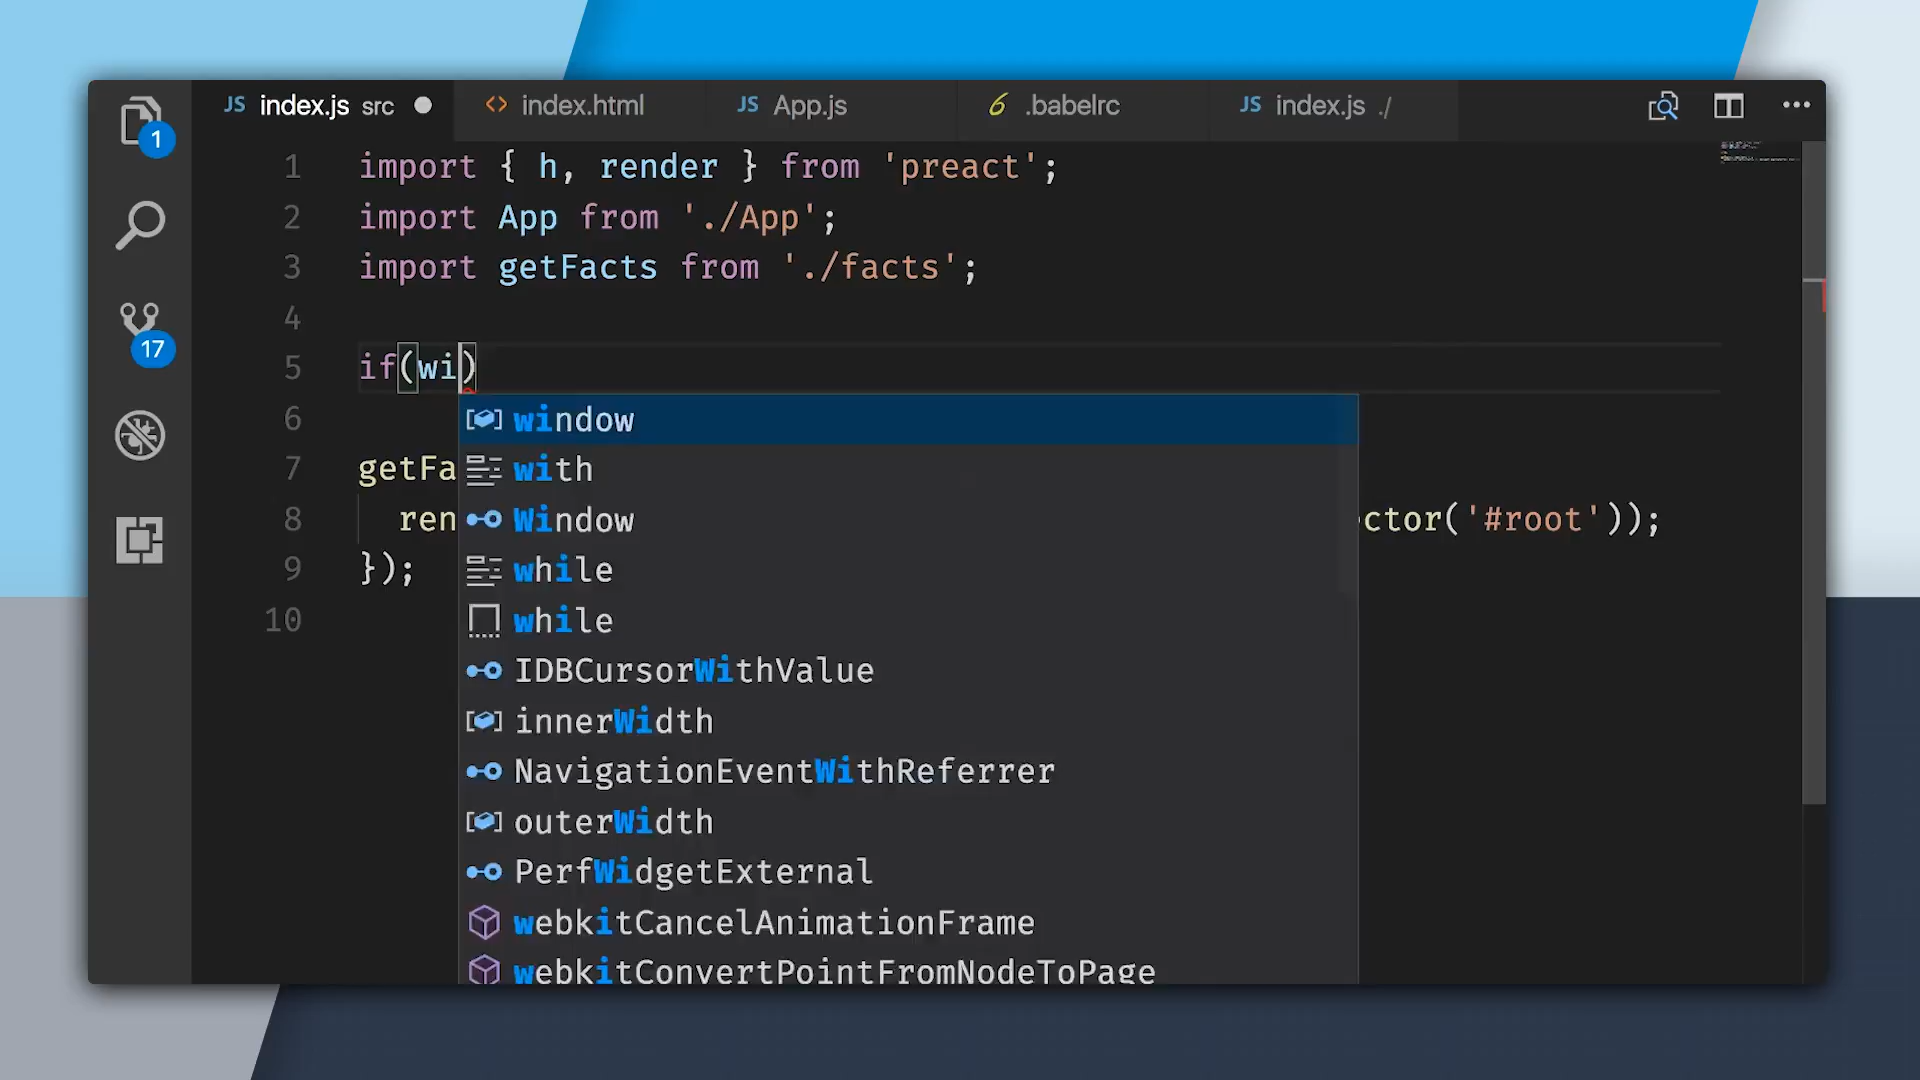 JS index.js src
<> index.html
JS App.js
6 .babelrc
JS index.js ./
1
17
1 import { h, render } from 'preact';
2 import App from './App';
3 import getFacts from './facts';
4
5 if(wi)
6
7 getFa
8 ren ctor('#root'));
9 });
10
window
with
Window
while
while
IDBCursorWithValue
innerWidth
NavigationEventWithReferrer
outerWidth
PerfWidgetExternal
webkitCancelAnimationFrame
webkitConvertPointFromNodeToPage